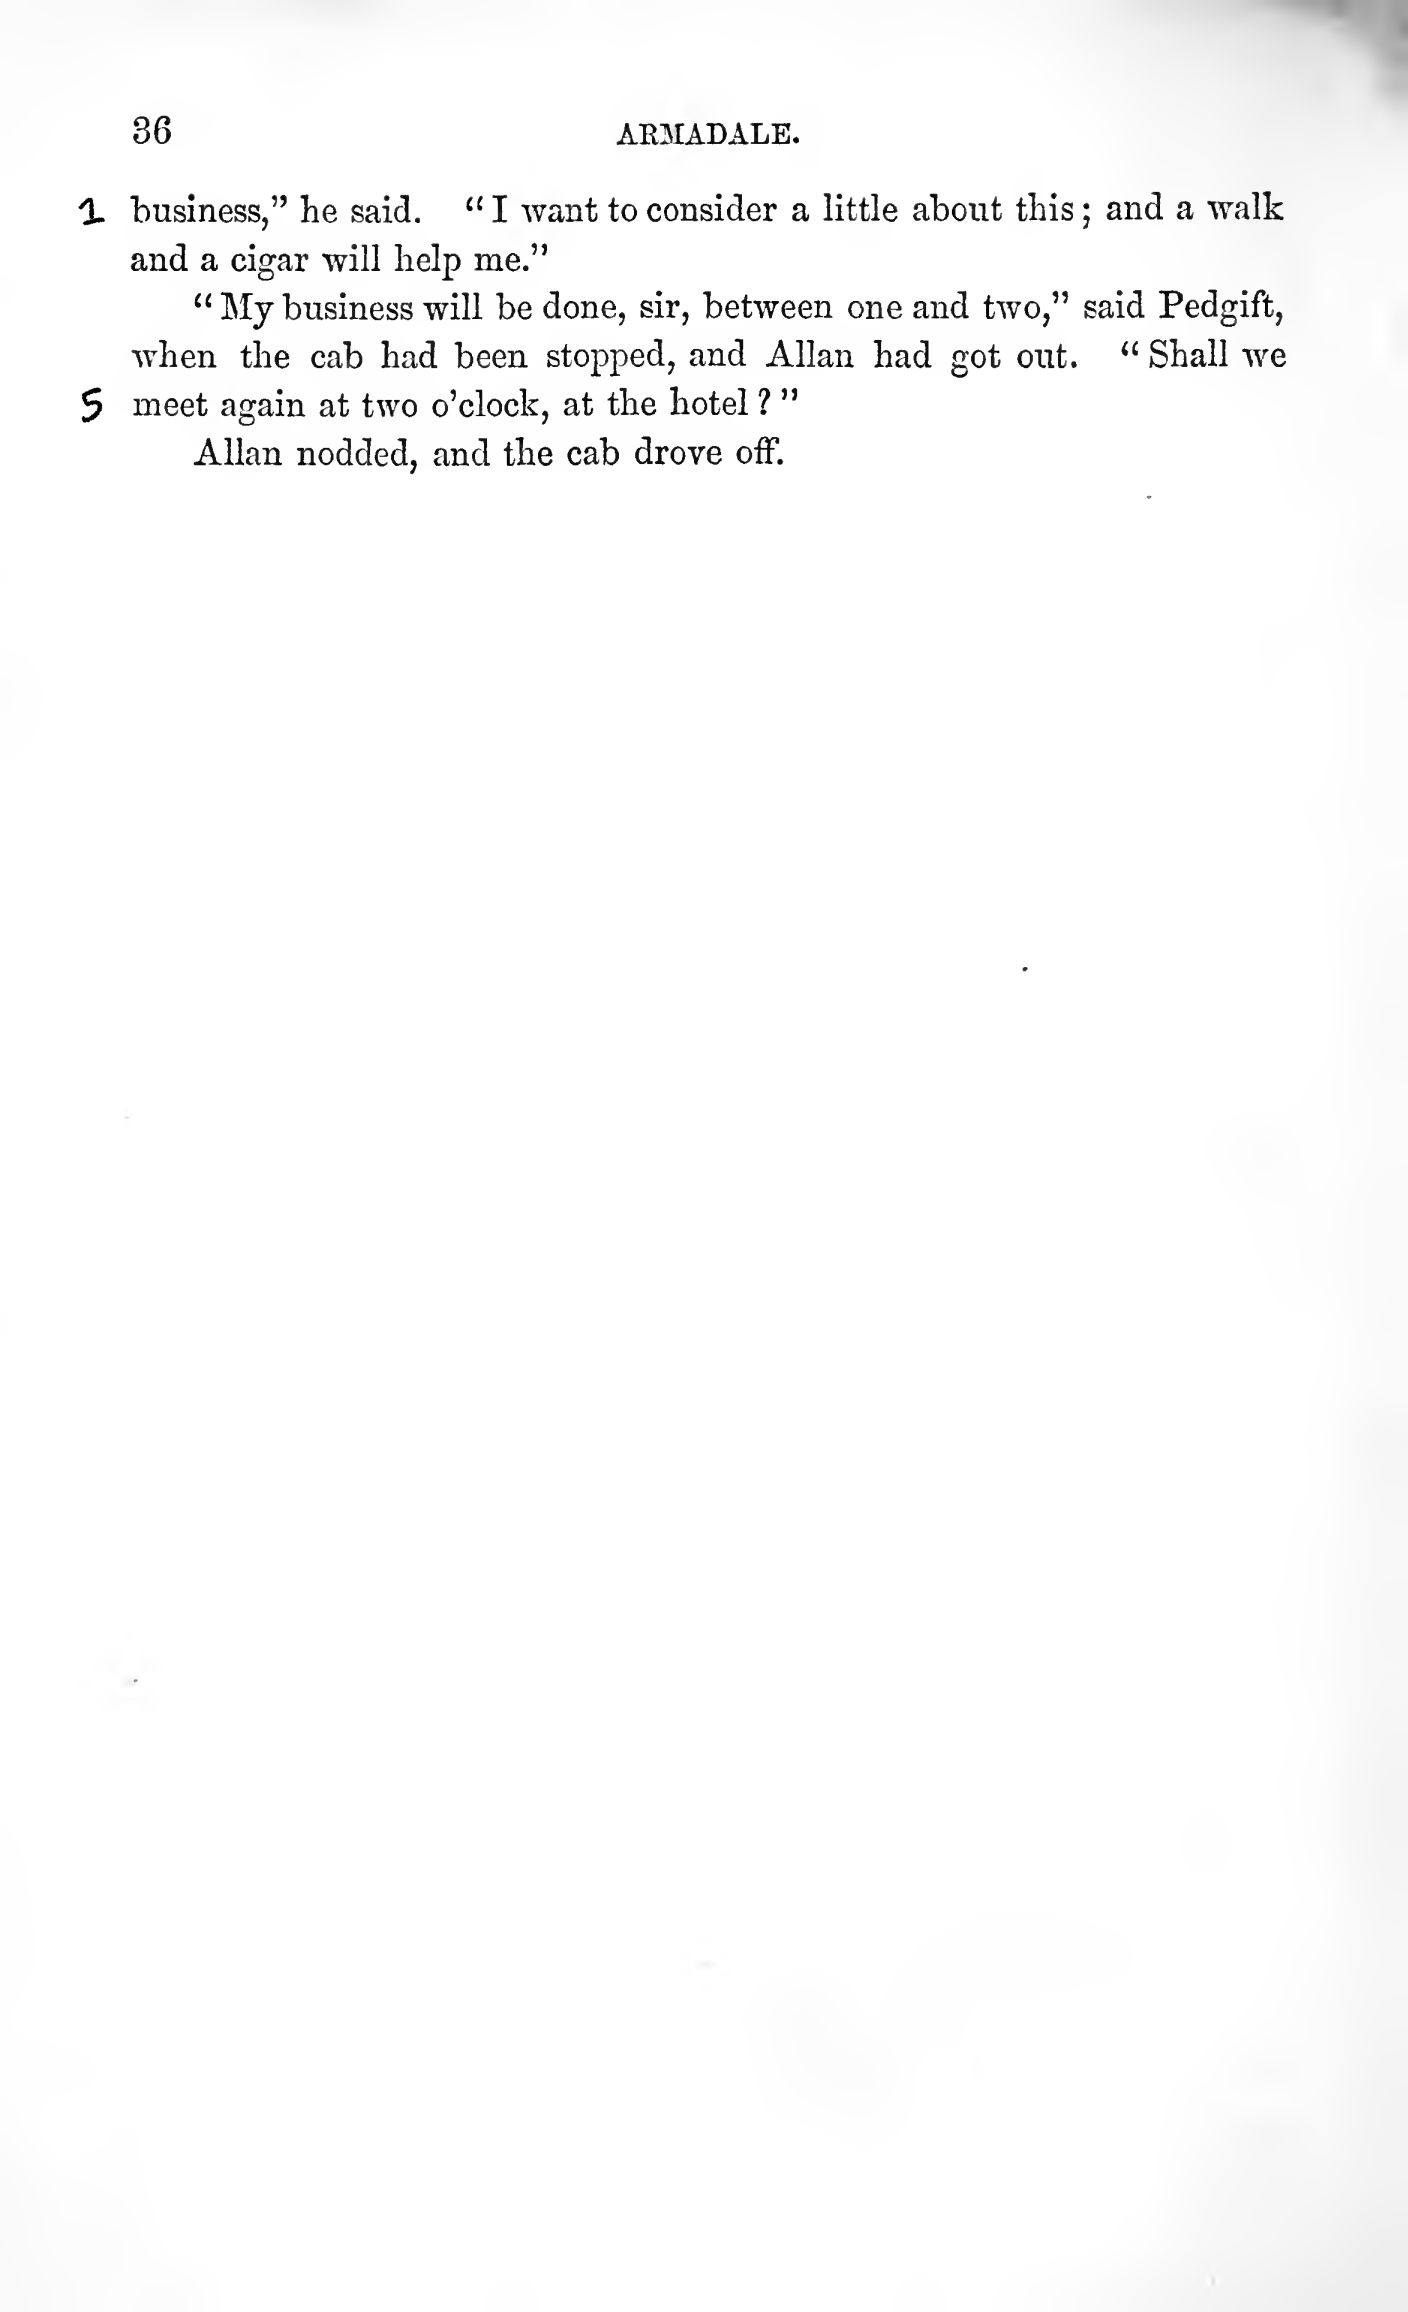 36 ARMADALE.
1 business,” he said. “I want to consider a little about this; and a walk
and a cigar will help me.”
“My business will be done, sir, between one and two,” said Pedgift,
when the cab had been stopped, and Allan had got out. “Shall we
5 meet again at two o’clock, at the hotel?”
Allan nodded, and the cab drove off.